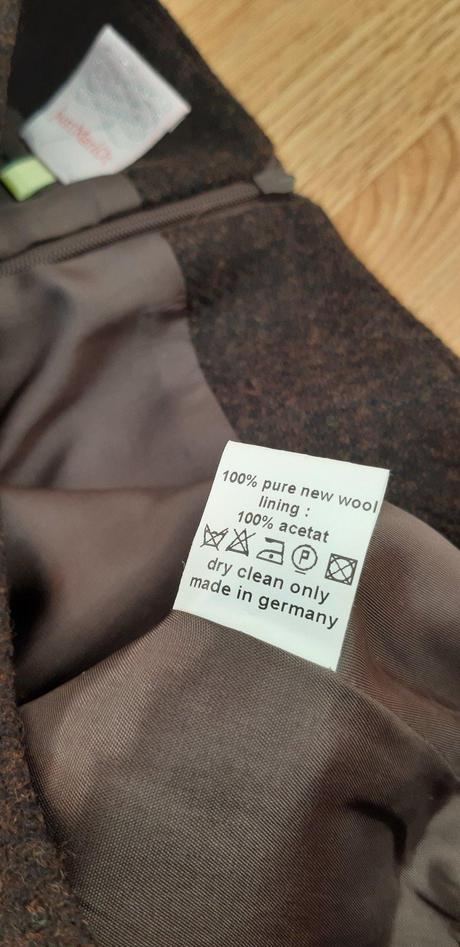 100% pure new wool
lining :
100% acetat
P
dry clean only
made in germany